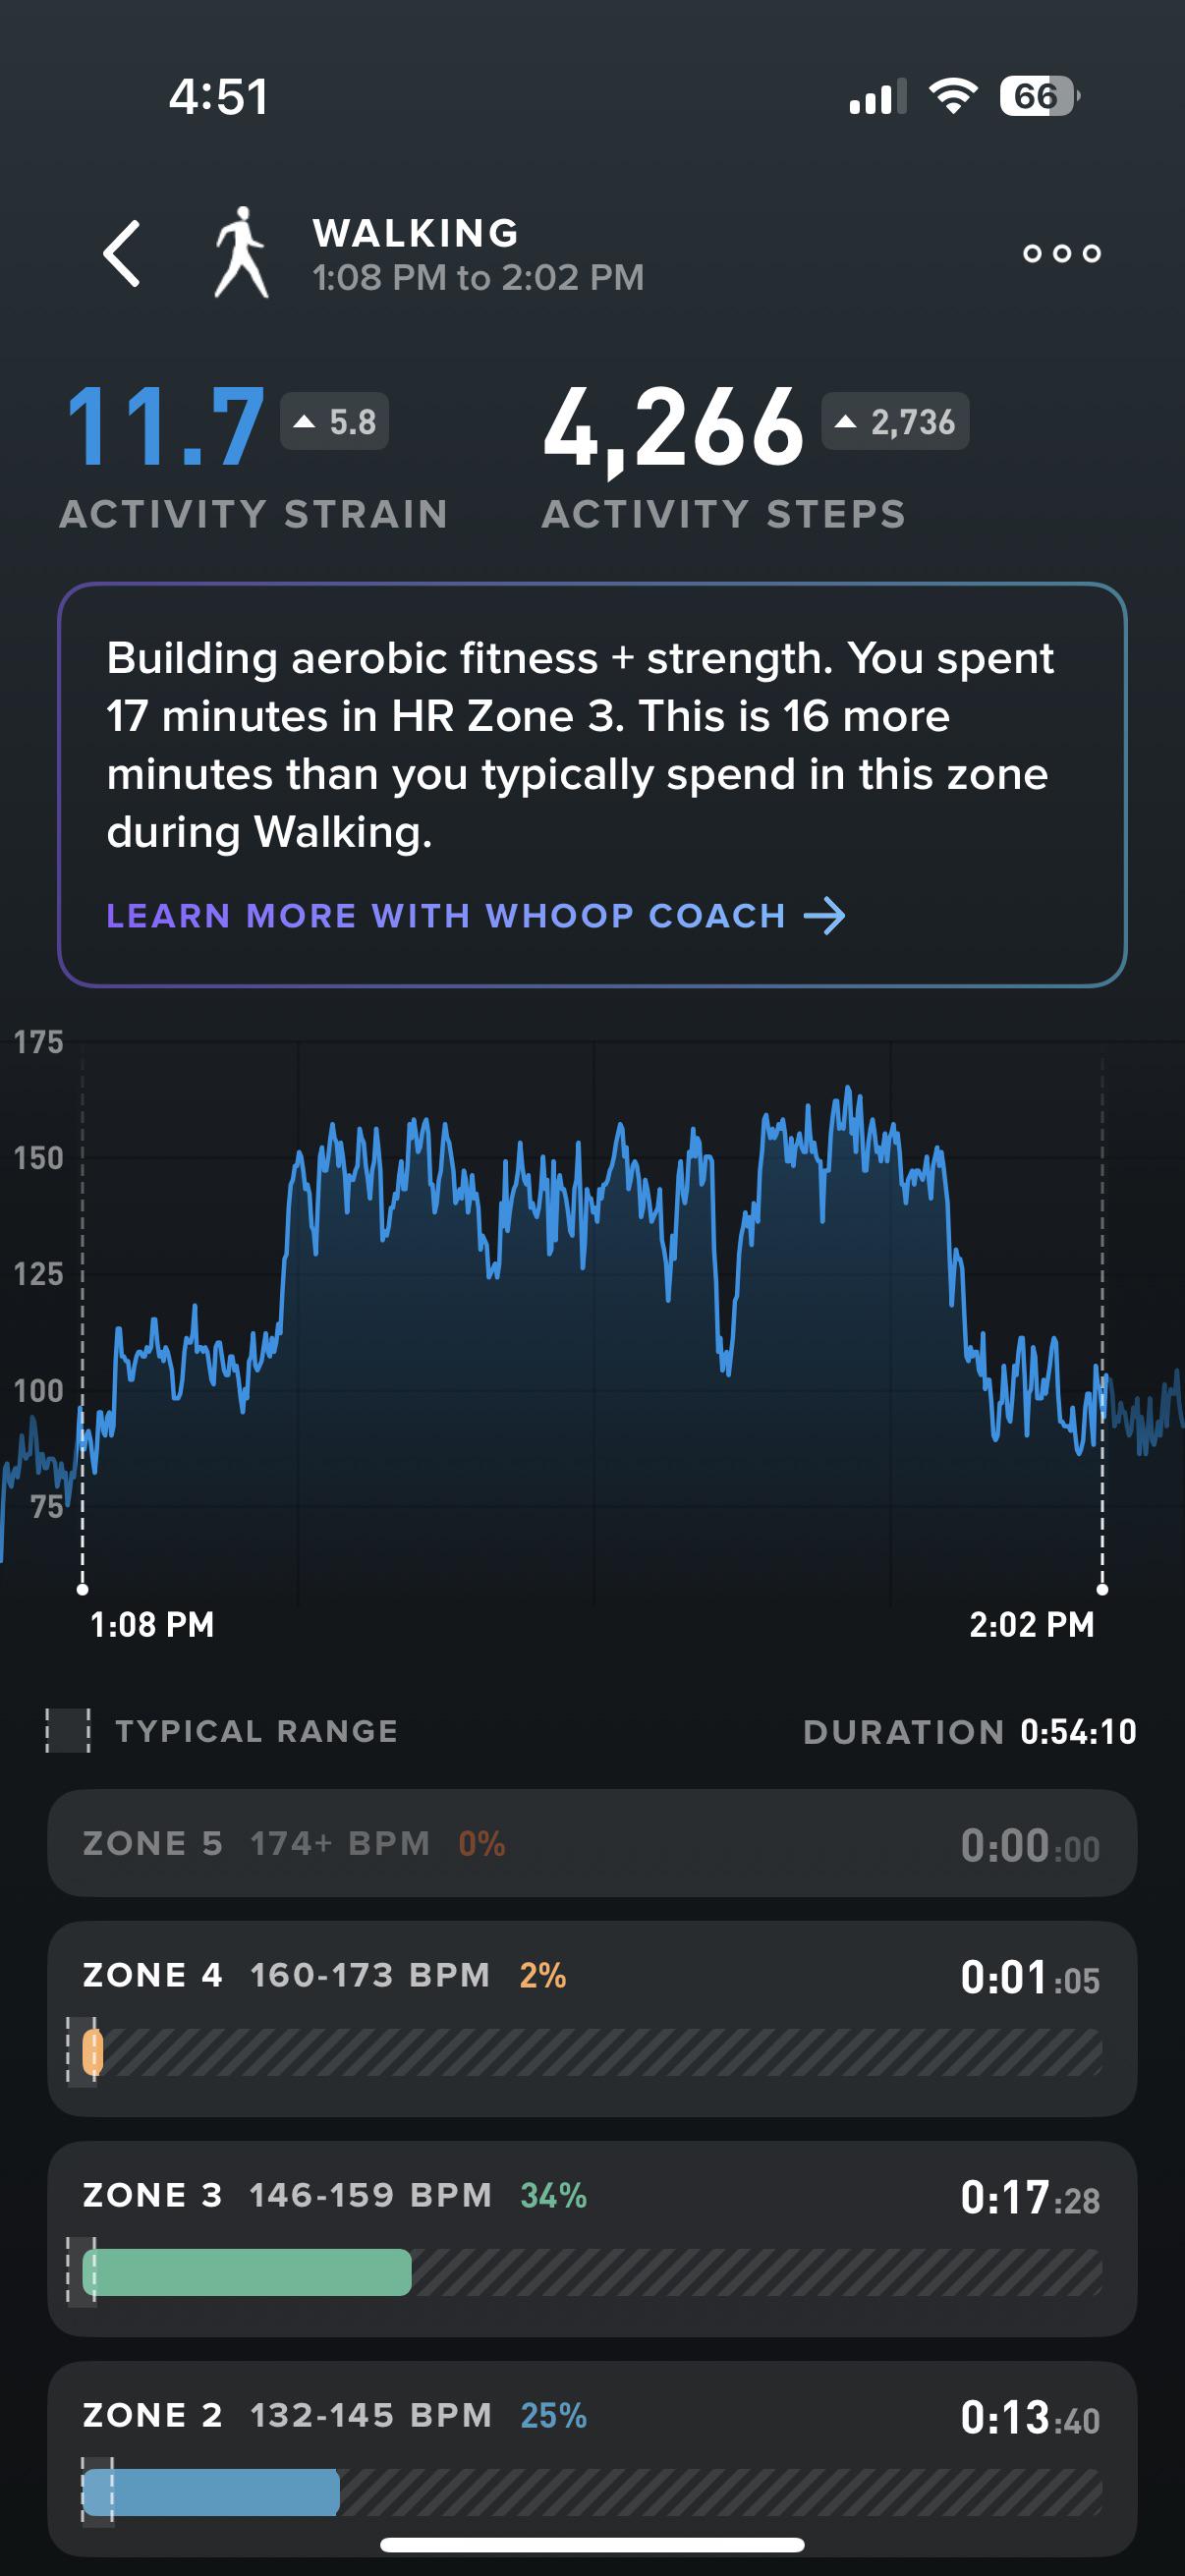 4:51
66
WALKING
1:08 PM to 2:02 PM
11.7 ▲ 5.8
4,266 ▲ 2,736
ACTIVITY STRAIN
ACTIVITY STEPS
Building aerobic fitness + strength. You spent
17 minutes in HR Zone 3. This is 16 more
minutes than you typically spend in this zone
during Walking.
LEARN MORE WITH WHOOP COACH →
175
150
125
100
75
1:08 PM
2:02 PM
TYPICAL RANGE
DURATION 0:54:10
ZONE 5 174+ BPM 0% 0:00:00
ZONE 4 160-173 BPM 2% 0:01:05
ZONE 3 146-159 BPM 34% 0:17:28
ZONE 2 132-145 BPM 25% 0:13:40